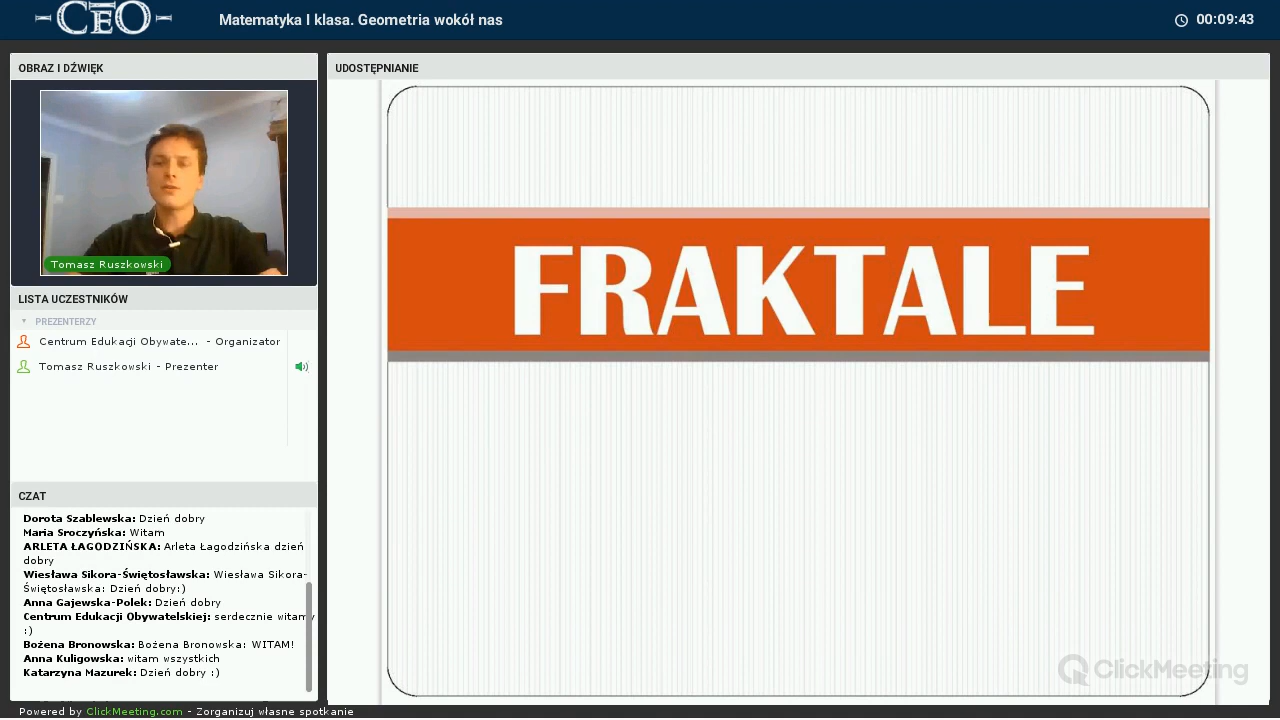 CEO
Matematyka I klasa. Geometria wokół nas
00:09:43
OBRAZ I DŹWIĘK
Tomasz Ruszkowski
LISTA UCZESTNIKÓW
PREZENTERZY
Centrum Edukacji Obywate... - Organizator
Tomasz Ruszkowski - Prezenter
CZAT
Dorota Szablewska: Dzień dobry
Maria Sroczyńska: Witam
ARLETA ŁAGODZIŃSKA: Arleta Łagodzińska dzień
dobry
Wiesława Sikora-Świętosławska: Wiesława Sikora-
Świętosławska: Dzień dobry:)
Anna Gajewska-Polek: Dzień dobry
Centrum Edukacji Obywatelskiej: serdecznie witamy
:)
Bożena Bronowska: Bożena Bronowska: WITAM!
Anna Kuligowska: witam wszystkich
Katarzyna Mazurek: Dzień dobry :)
Powered by ClickMeeting.com - Zorganizuj własne spotkanie
UDOSTĘPNIANIE
FRAKTALE
ClickMeeting